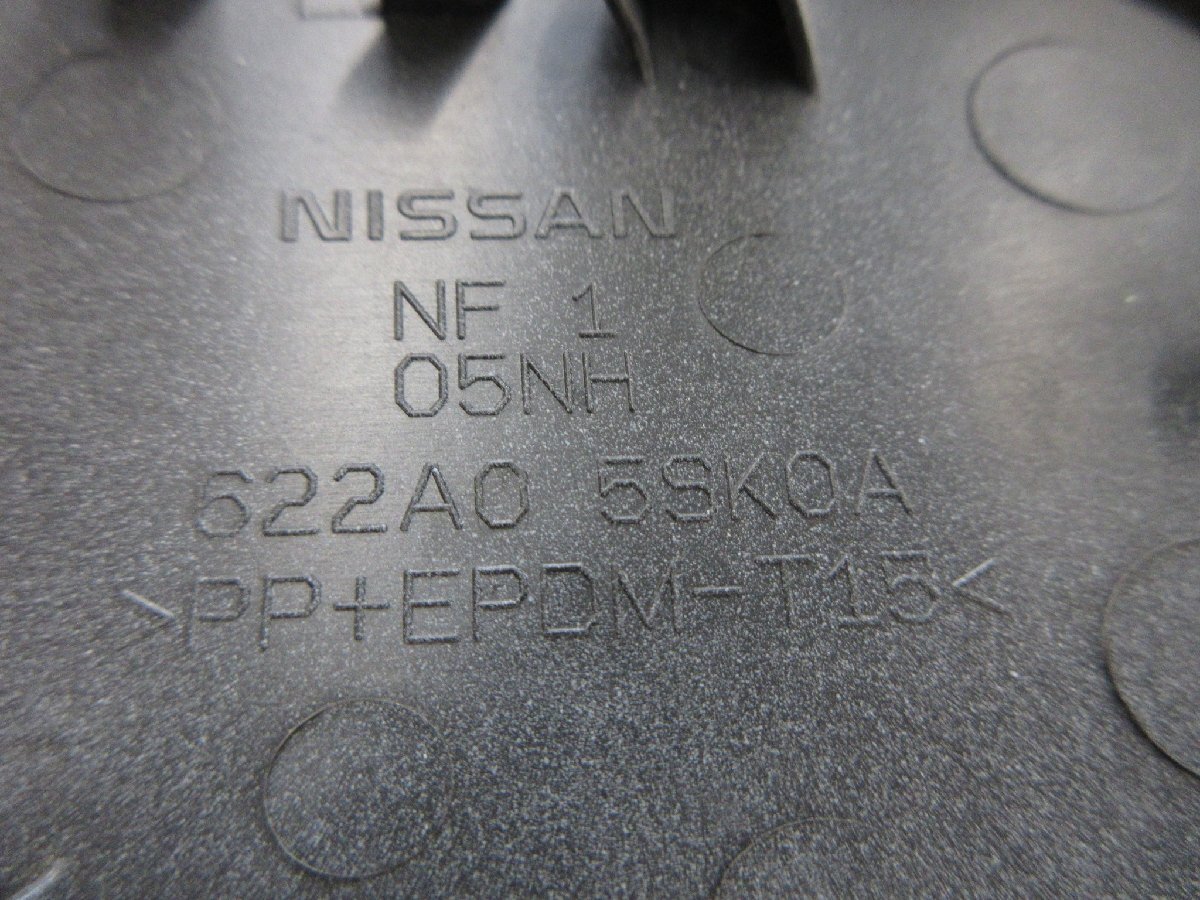 NISSAN
NF 1
05NH
622A0 5SK0A
>PP+EPDM-T15<